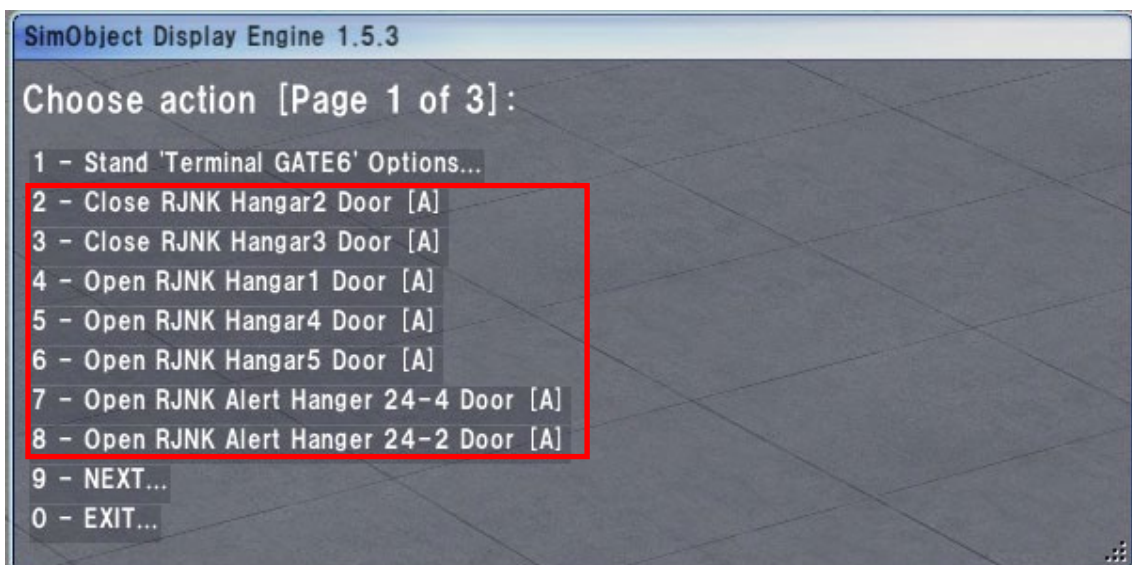 SimObject Display Engine 1.5.3
Choose action [Page 1 of 3]:
1 - Stand 'Terminal GATE6' Options...
2 - Close RJNK Hangar2 Door [A]
3 - Close RJNK Hangar3 Door [A]
4 - Open RJNK Hangar1 Door [A]
5 - Open RJNK Hangar4 Door [A]
6 - Open RJNK Hangar5 Door [A]
7 - Open RJNK Alert Hanger 24-4 Door [A]
8 - Open RJNK Alert Hanger 24-2 Door [A]
9 - NEXT...
0 - EXIT...